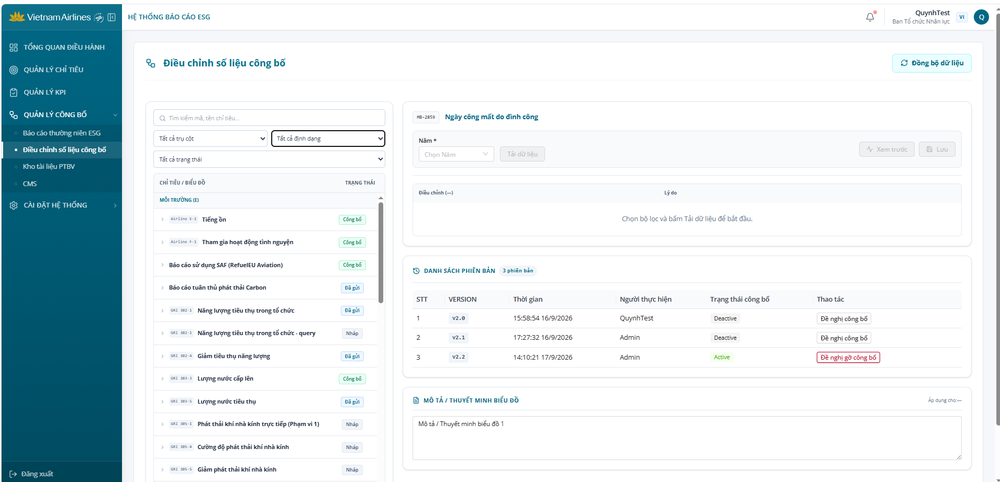 VietnamAirlines
HỆ THỐNG BÁO CÁO ESG
QuynhTest
Ban Tổ chức Nhân lực
VI
Q
TỔNG QUAN ĐIỀU HÀNH
QUẢN LÝ CHỈ TIÊU
QUẢN LÝ KPI
QUẢN LÝ CÔNG BỐ
Báo cáo thường niên ESG
Điều chỉnh số liệu công bố
Kho tài liệu PTBV
CMS
CÀI ĐẶT HỆ THỐNG
Đăng xuất
Điều chỉnh số liệu công bố
Đồng bộ dữ liệu
Tìm kiếm mã, tên chỉ tiêu...
Tất cả trụ cột
Tất cả định dạng
Tất cả trạng thái
CHỈ TIÊU / BIỂU ĐỒ TRẠNG THÁI
MÔI TRƯỜNG (E)
Airline E-1 Tiếng ồn Công bố
Airline F-1 Tham gia hoạt động tình nguyện Công bố
Báo cáo sử dụng SAF (RefuelEU Aviation) Công bố
Báo cáo tuân thủ phát thải Carbon Đã gửi
GRI 302-1 Năng lượng tiêu thụ trong tổ chức Đã gửi
GRI 302-1 Năng lượng tiêu thụ trong tổ chức - query Nháp
GRI 302-4 Giảm tiêu thụ năng lượng Đã gửi
GRI 303-3 Lượng nước cấp lên Công bố
GRI 303-5 Lượng nước tiêu thụ Đã gửi
GRI 305-1 Phát thải khí nhà kính trực tiếp (Phạm vi 1) Nháp
GRI 305-4 Cường độ phát thải khí nhà kính Nháp
GRI 305-5 Giảm phát thải khí nhà kính Nháp
MB-2859 Ngày công mất do đình công
Năm *
Chọn Năm
Tải dữ liệu
Xem trước
Lưu
Điều chỉnh (—) Lý do
Chọn bộ lọc và bấm Tải dữ liệu để bắt đầu.
DANH SÁCH PHIÊN BẢN 3 phiên bản
STT VERSION Thời gian Người thực hiện Trạng thái công bố Thao tác
1 v2.0 15:58:54 16/9/2026 QuynhTest Deactive Đề nghị công bố
2 v2.1 17:27:32 16/9/2026 Admin Deactive Đề nghị công bố
3 v2.2 14:10:21 17/9/2026 Admin Active Đề nghị gỡ công bố
MÔ TẢ / THUYẾT MINH BIỂU ĐỒ
Áp dụng cho:—
Mô tả / Thuyết minh biểu đồ 1